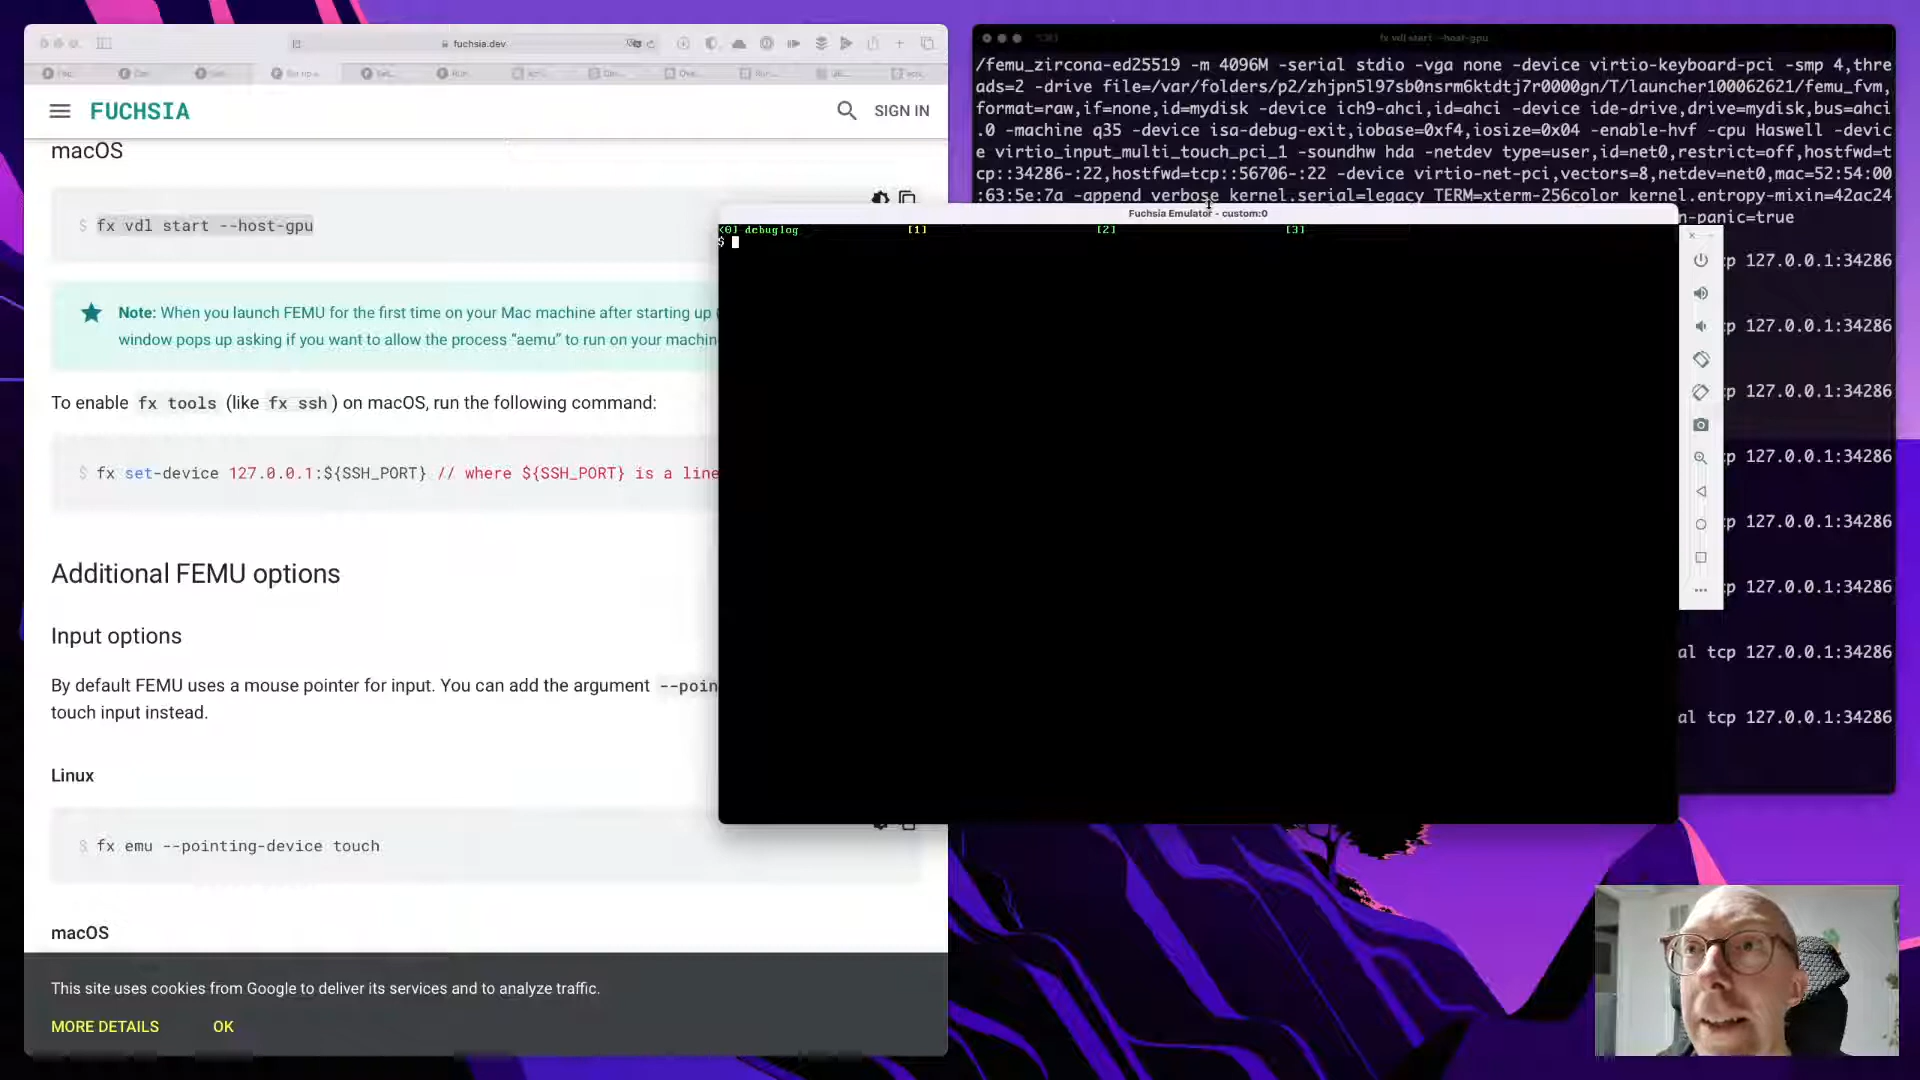 fuchsia.dev
FUCHSIA
SIGN IN
macOS
$ fx vdl start --host-gpu
Note: When you launch FEMU for the first time on your Mac machine after starting up
window pops up asking if you want to allow the process “aemu” to run on your machin
To enable fx tools (like fx ssh) on macOS, run the following command:
$ fx set-device 127.0.0.1:${SSH_PORT} // where ${SSH_PORT} is a line
Additional FEMU options
Input options
By default FEMU uses a mouse pointer for input. You can add the argument --poin
touch input instead.
Linux
$ fx emu --pointing-device touch
macOS
This site uses cookies from Google to deliver its services and to analyze traffic.
MORE DETAILS OK
fx vdl start --host-gpu
/femu_zircona-ed25519 -m 4096M -serial stdio -vga none -device virtio-keyboard-pci -smp 4,thre
ads=2 -drive file=/var/folders/p2/zhjpn5l97sb0nsrm6ktdtj7r0000gn/T/launcher100062621/femu_fvm,
format=raw,if=none,id=mydisk -device ich9-ahci,id=ahci -device ide-drive,drive=mydisk,bus=ahci
.0 -machine q35 -device isa-debug-exit,iobase=0xf4,iosize=0x04 -enable-hvf -cpu Haswell -devic
e virtio_input_multi_touch_pci_1 -soundhw hda -netdev type=user,id=net0,restrict=off,hostfwd=t
cp::34286-:22,hostfwd=tcp::56706-:22 -device virtio-net-pci,vectors=8,netdev=net0,mac=52:54:00
:63:5e:7a -append verbose kernel.serial=legacy TERM=xterm-256color kernel.entropy-mixin=42ac24
n-panic=true
cp 127.0.0.1:34286
cp 127.0.0.1:34286
cp 127.0.0.1:34286
cp 127.0.0.1:34286
cp 127.0.0.1:34286
cp 127.0.0.1:34286
al tcp 127.0.0.1:34286
al tcp 127.0.0.1:34286
Fuchsia Emulator - custom:0
<0] debuglog [1] [2] [3]
$